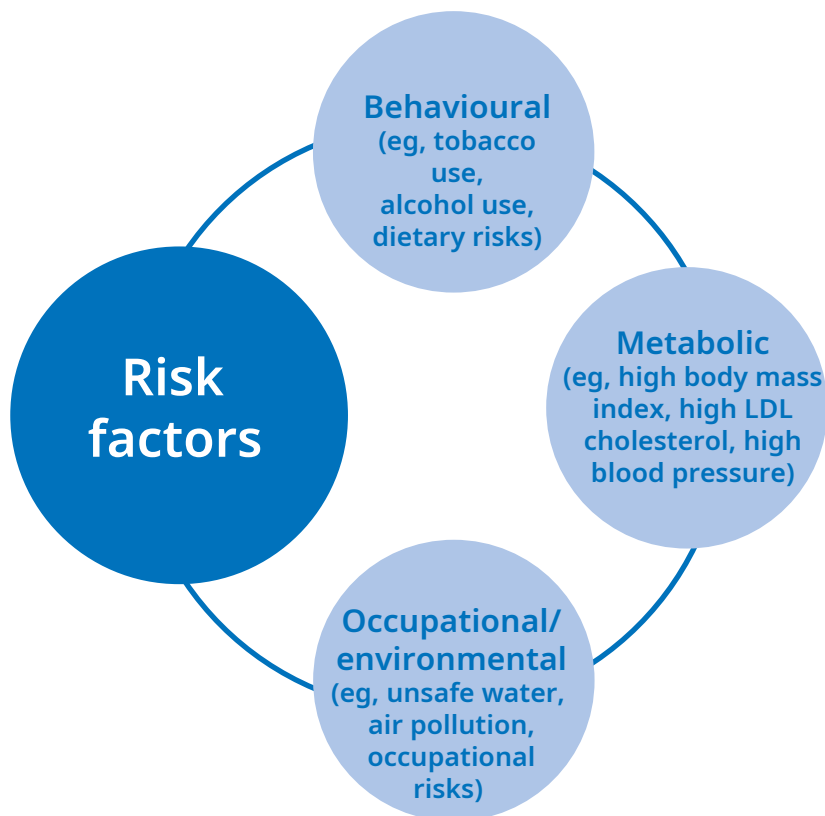 Behavioural
(eg, tobacco
use,
alcohol use,
dietary risks)
Risk
factors
Metabolic
(eg, high body mass
index, high LDL
cholesterol, high
blood pressure)
Occupational/
environmental
(eg, unsafe water,
air pollution,
occupational
risks)